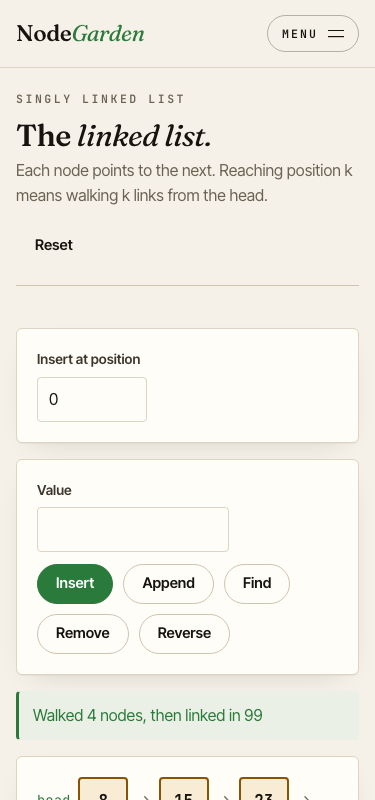 NodeGarden
MENU
SINGLY LINKED LIST
The linked list.
Each node points to the next. Reaching position k
means walking k links from the head.
Reset
Insert at position
0
Value
Insert Append Find
Remove Reverse
Walked 4 nodes, then linked in 99
head 8 → 15 → 23 →